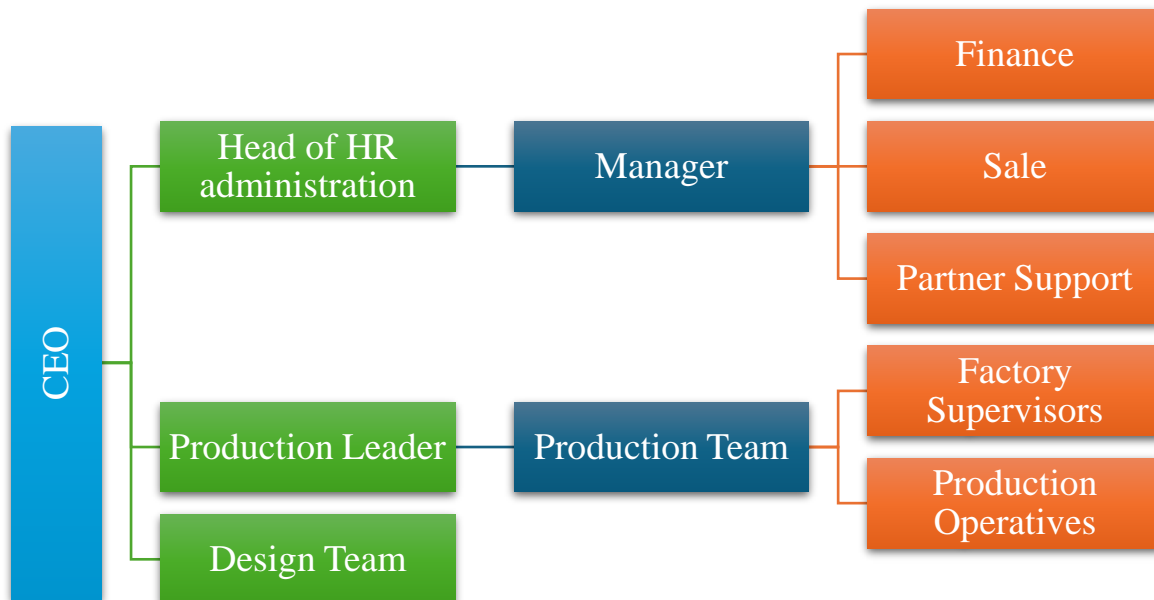 CEO
Head of HR
administration
Manager
Finance
Sale
Partner Support
Production Leader
Production Team
Factory
Supervisors
Production
Operatives
Design Team